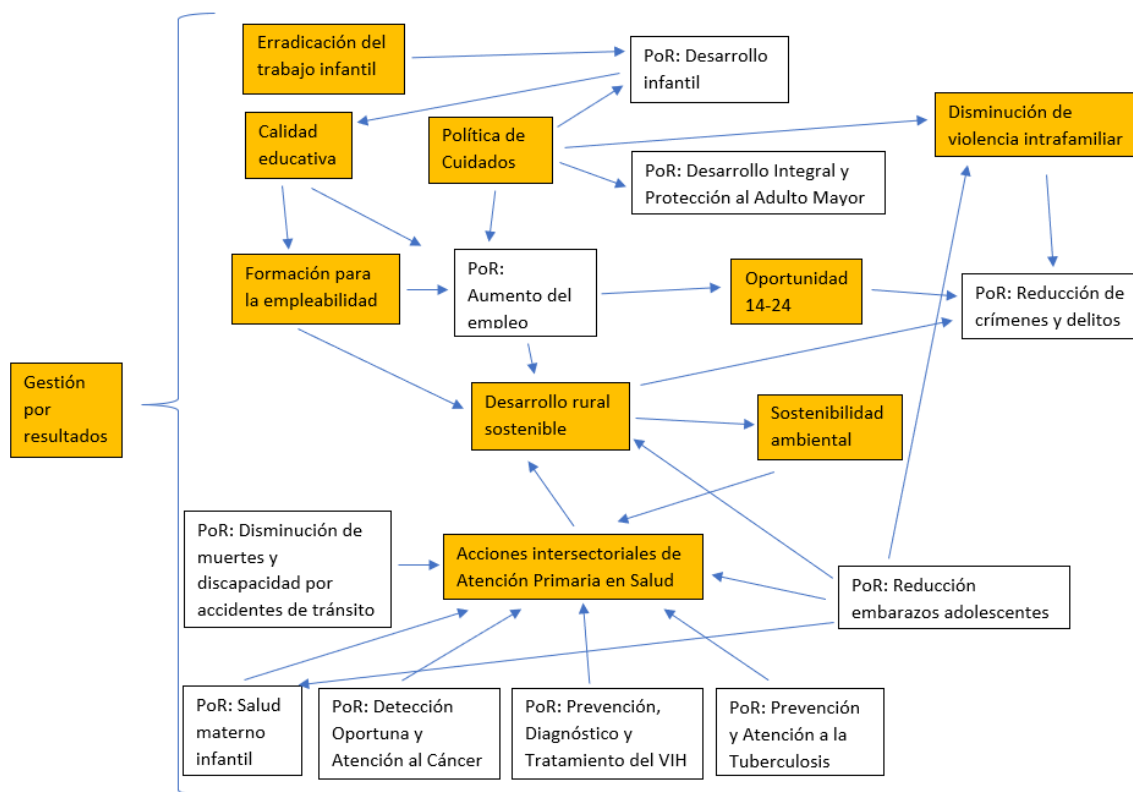 Erradicación del
trabajo infantil
PoR: Desarrollo
infantil
Calidad
educativa
Política de
Cuidados
Disminución de
violencia intrafamiliar
PoR: Desarrollo Integral y
Protección al Adulto Mayor
Formación para
la empleabilidad
PoR:
Aumento del
empleo
Oportunidad
14-24
PoR: Reducción de
crímenes y delitos
Gestión
por
resultados
Desarrollo rural
sostenible
Sostenibilidad
ambiental
PoR: Disminución de
muertes y
discapacidad por
accidentes de tránsito
Acciones intersectoriales de
Atención Primaria en Salud
PoR: Reducción
embarazos adolescentes
PoR: Salud
materno
infantil
PoR: Detección
Oportuna y
Atención al Cáncer
PoR: Prevención,
Diagnóstico y
Tratamiento del VIH
PoR: Prevención
y Atención a la
Tuberculosis